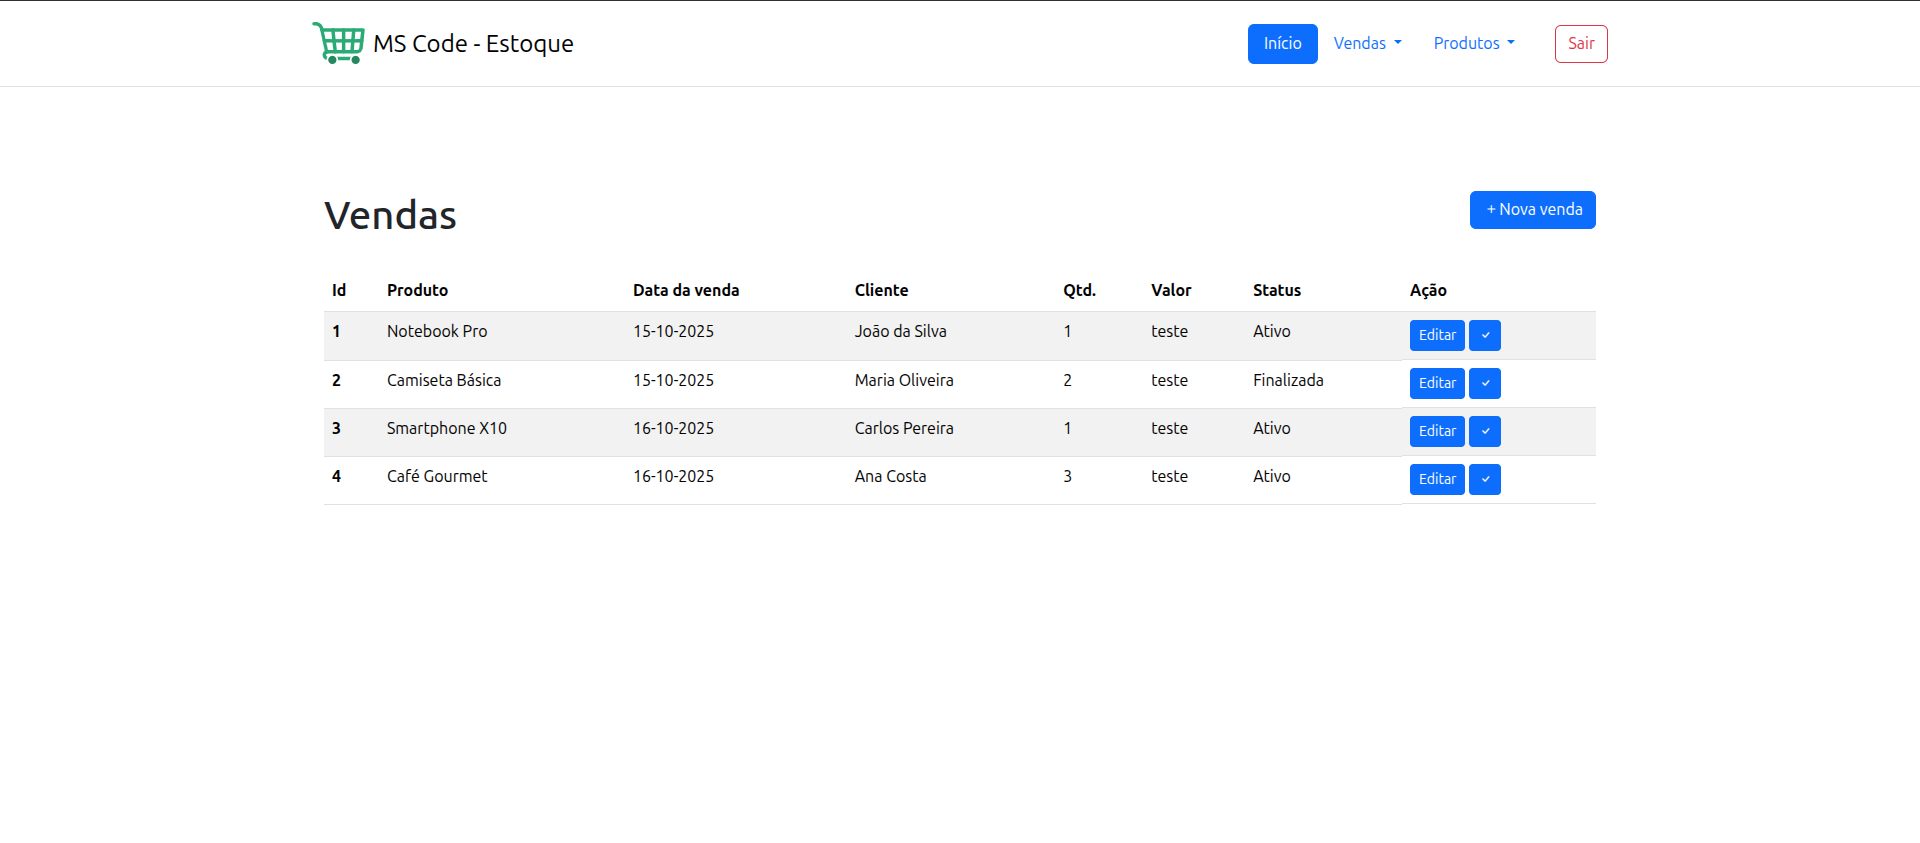 MS Code - Estoque Início Vendas Produtos Sair
Vendas + Nova venda
Id Produto Data da venda Cliente Qtd. Valor Status Ação
1 Notebook Pro 15-10-2025 João da Silva 1 teste Ativo Editar
2 Camiseta Básica 15-10-2025 Maria Oliveira 2 teste Finalizada Editar
3 Smartphone X10 16-10-2025 Carlos Pereira 1 teste Ativo Editar
4 Café Gourmet 16-10-2025 Ana Costa 3 teste Ativo Editar